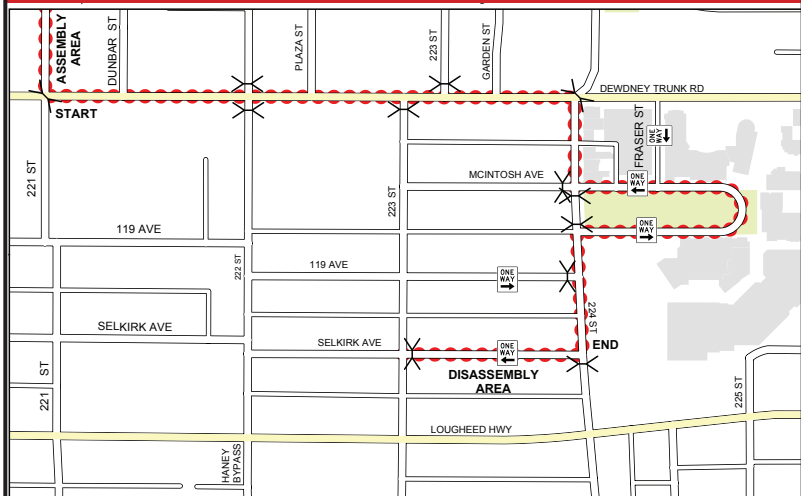 ASSEMBLY
AREA
DUNBAR ST
PLAZA ST
223 ST
GARDEN ST
DEWDNEY TRUNK RD
START
FRASER ST
ONE
WAY
221 ST
MCINTOSH AVE
ONE
WAY
223 ST
119 AVE
ONE
WAY
222 ST
119 AVE
ONE
WAY
224 ST
SELKIRK AVE
SELKIRK AVE
ONE
WAY
END
DISASSEMBLY
AREA
221 ST
225 ST
LOUGHEED HWY
HANEY
BYPASS